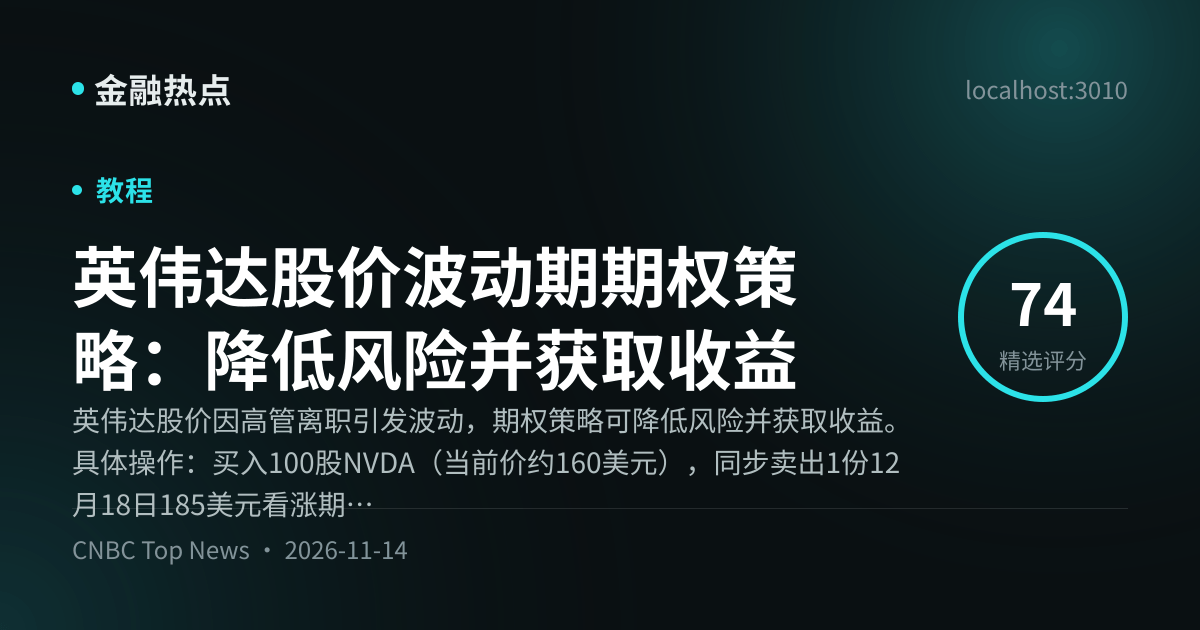 金融热点
localhost:3010
教程
英伟达股价波动期期权策
略：降低风险并获取收益
74
精选评分
英伟达股价因高管离职引发波动，期权策略可降低风险并获取收益。
具体操作：买入100股NVDA（当前价约160美元），同步卖出1份12
月18日185美元看涨期…
CNBC Top News • 2026-11-14